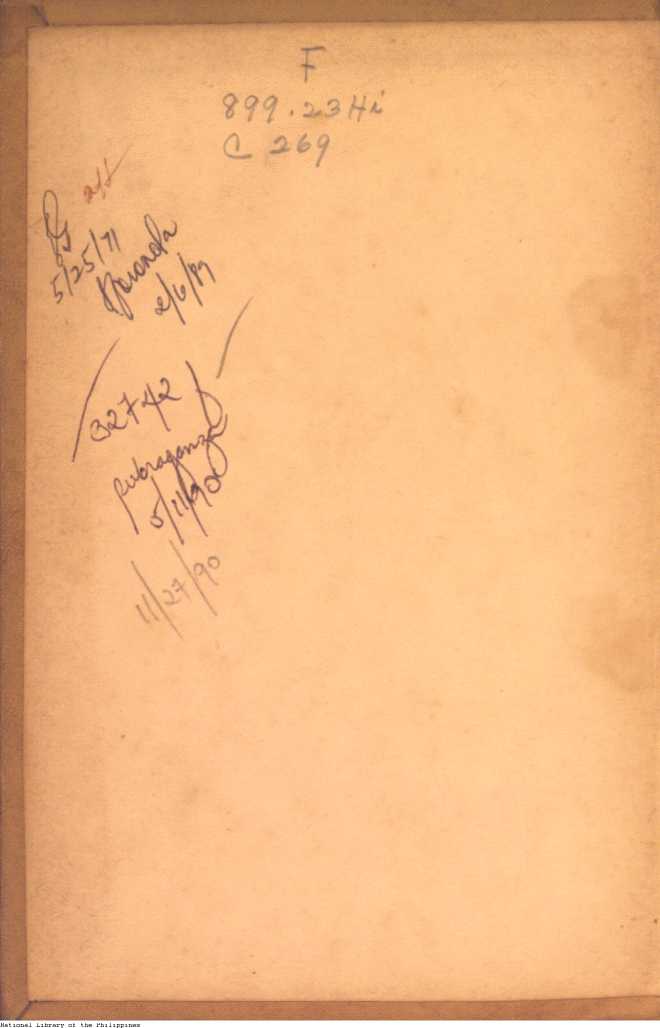 F
899.23Hi
C 269
5/25/71
2/6/89
32742
5/11/90
11/27/90
National Library of the Philippines